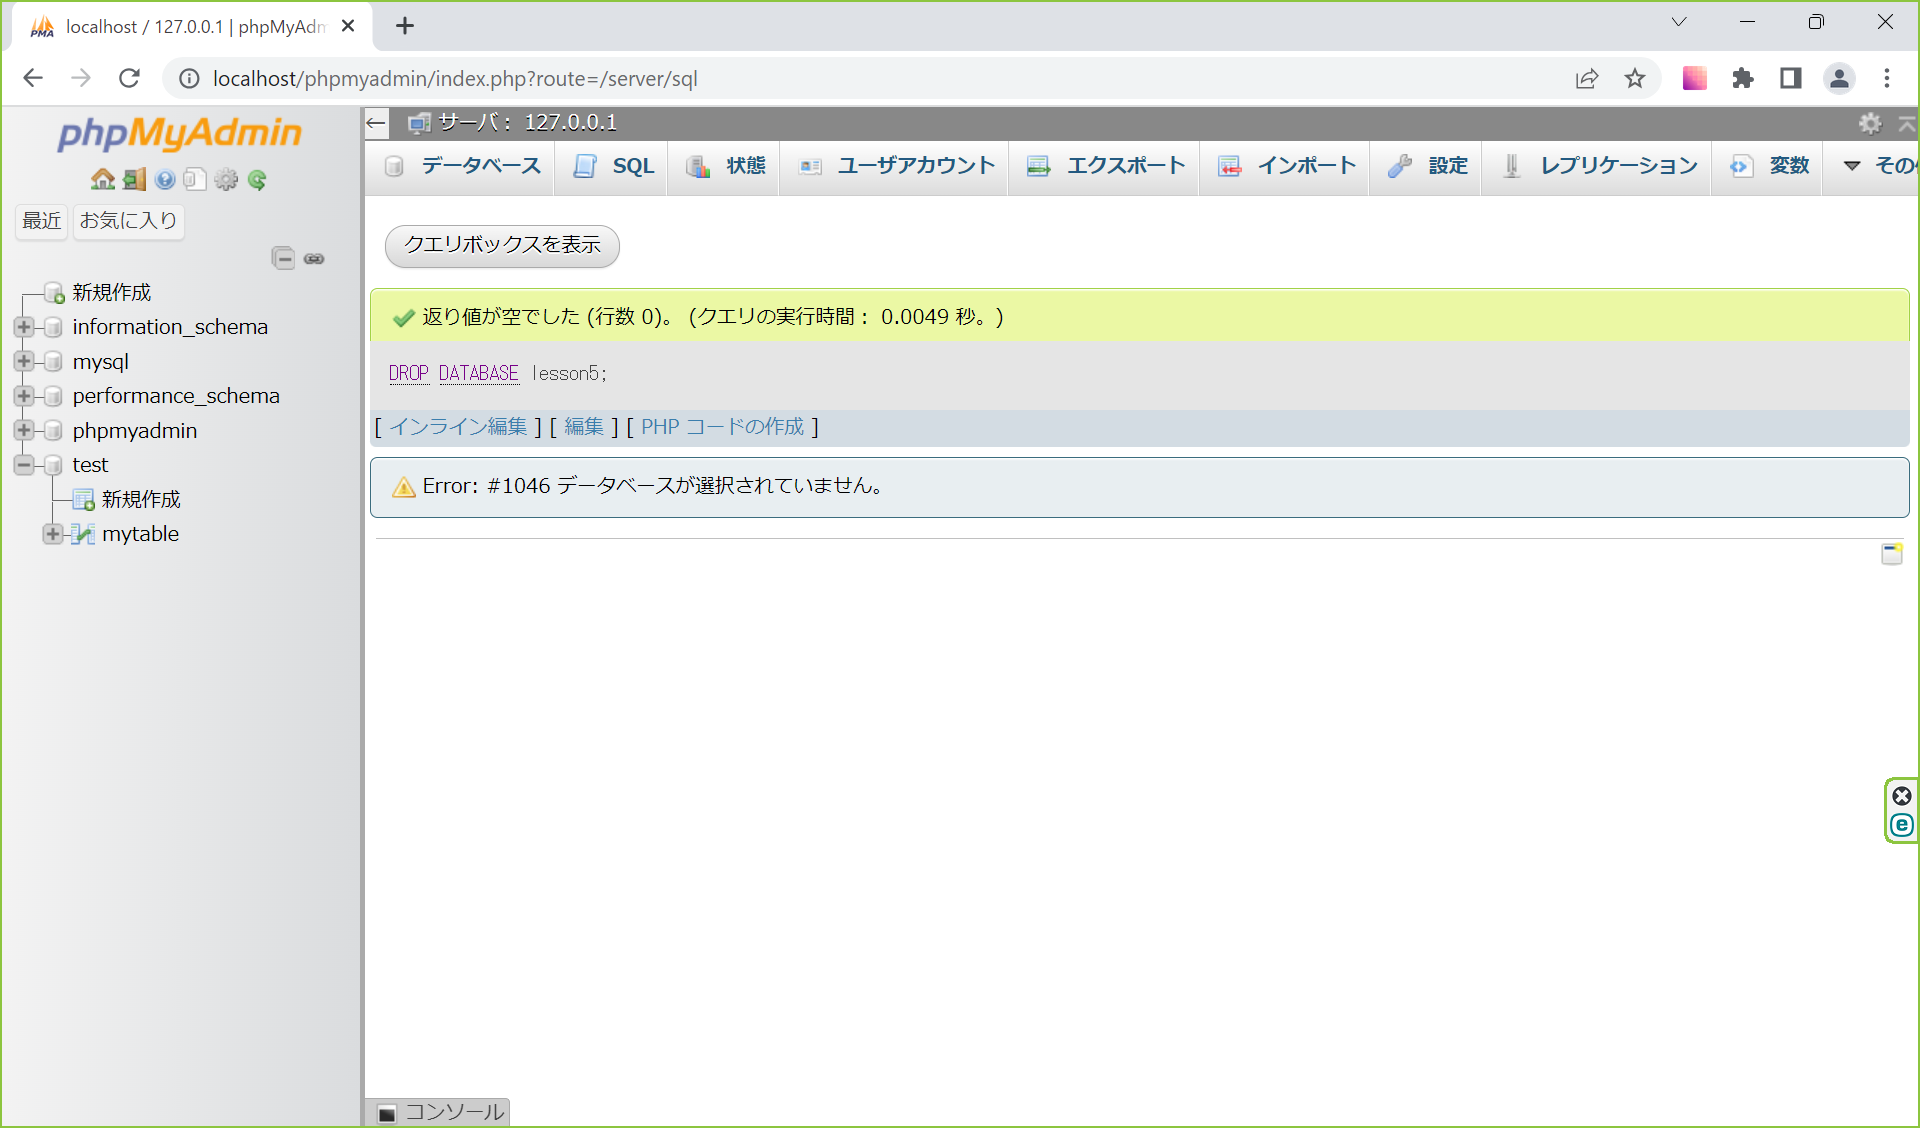 localhost / 127.0.0.1 | phpMyAdm
localhost/phpmyadmin/index.php?route=/server/sql
phpMyAdmin
最近 お気に入り
新規作成
information_schema
mysql
performance_schema
phpmyadmin
test
新規作成
mytable
サーバ: 127.0.0.1
データベース SQL 状態 ユーザアカウント エクスポート インポート 設定 レプリケーション 変数 その
クエリボックスを表示
返り値が空でした (行数 0)。 (クエリの実行時間: 0.0049 秒。)
DROP DATABASE lesson5;
[ インライン編集 ] [ 編集 ] [ PHP コードの作成 ]
Error: #1046 データベースが選択されていません。
コンソール